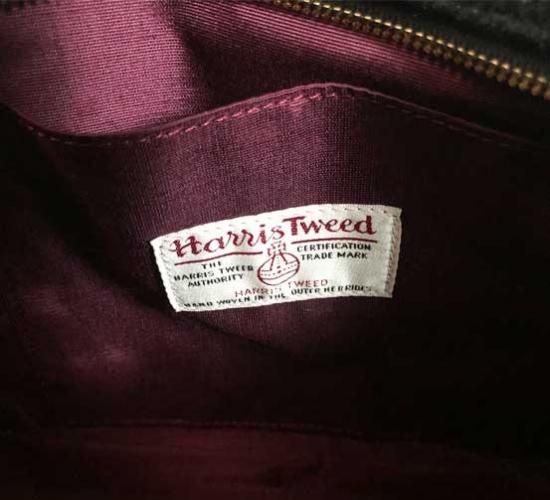 Harris Tweed
THE HARRIS TWEED AUTHORITY
CERTIFICATION TRADE MARK
HARRIS TWEED
HAND WOVEN IN THE OUTER HEBRIDES